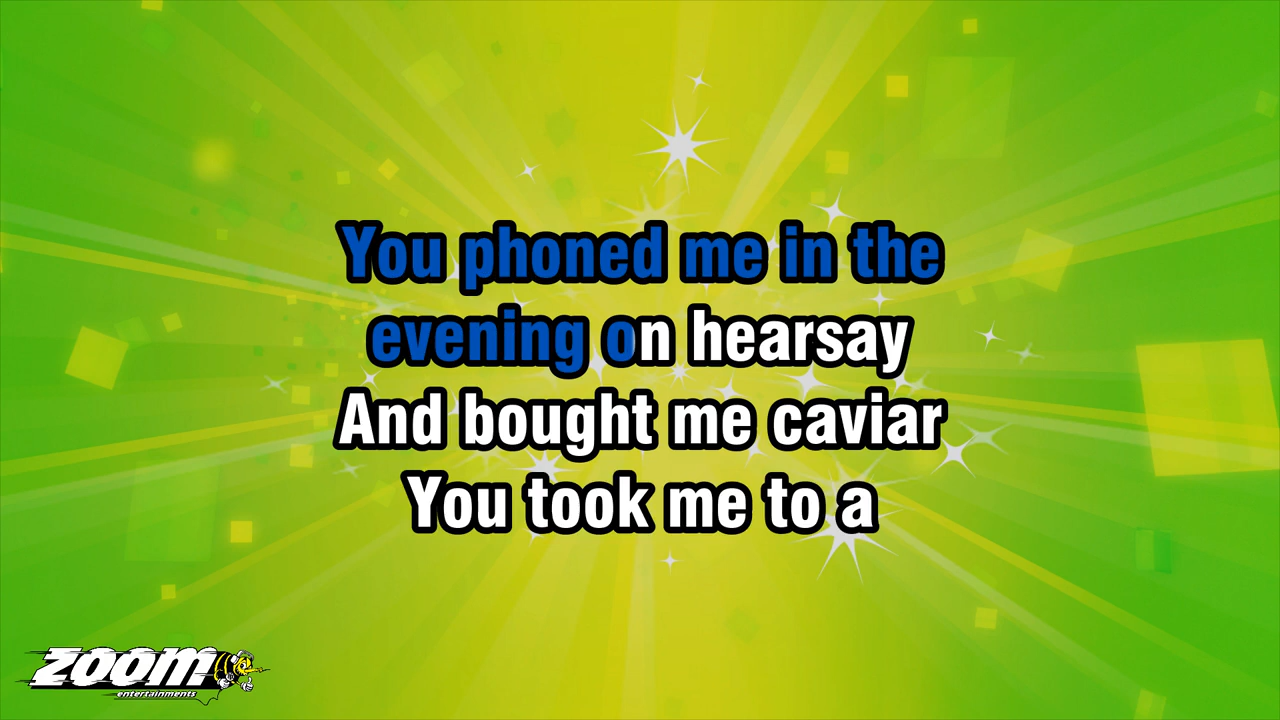 You phoned me in the
evening on hearsay
And bought me caviar
You took me to a
zoom
entertainments